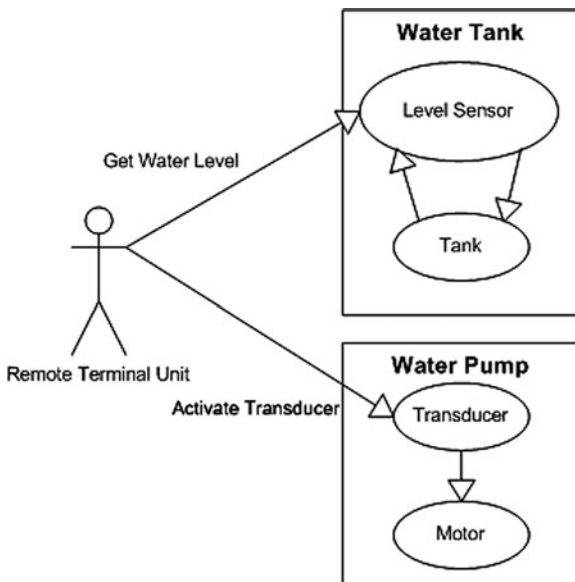 Water Tank
Level Sensor
Get Water Level
Tank
Remote Terminal Unit
Water Pump
Activate Transducer
Transducer
Motor